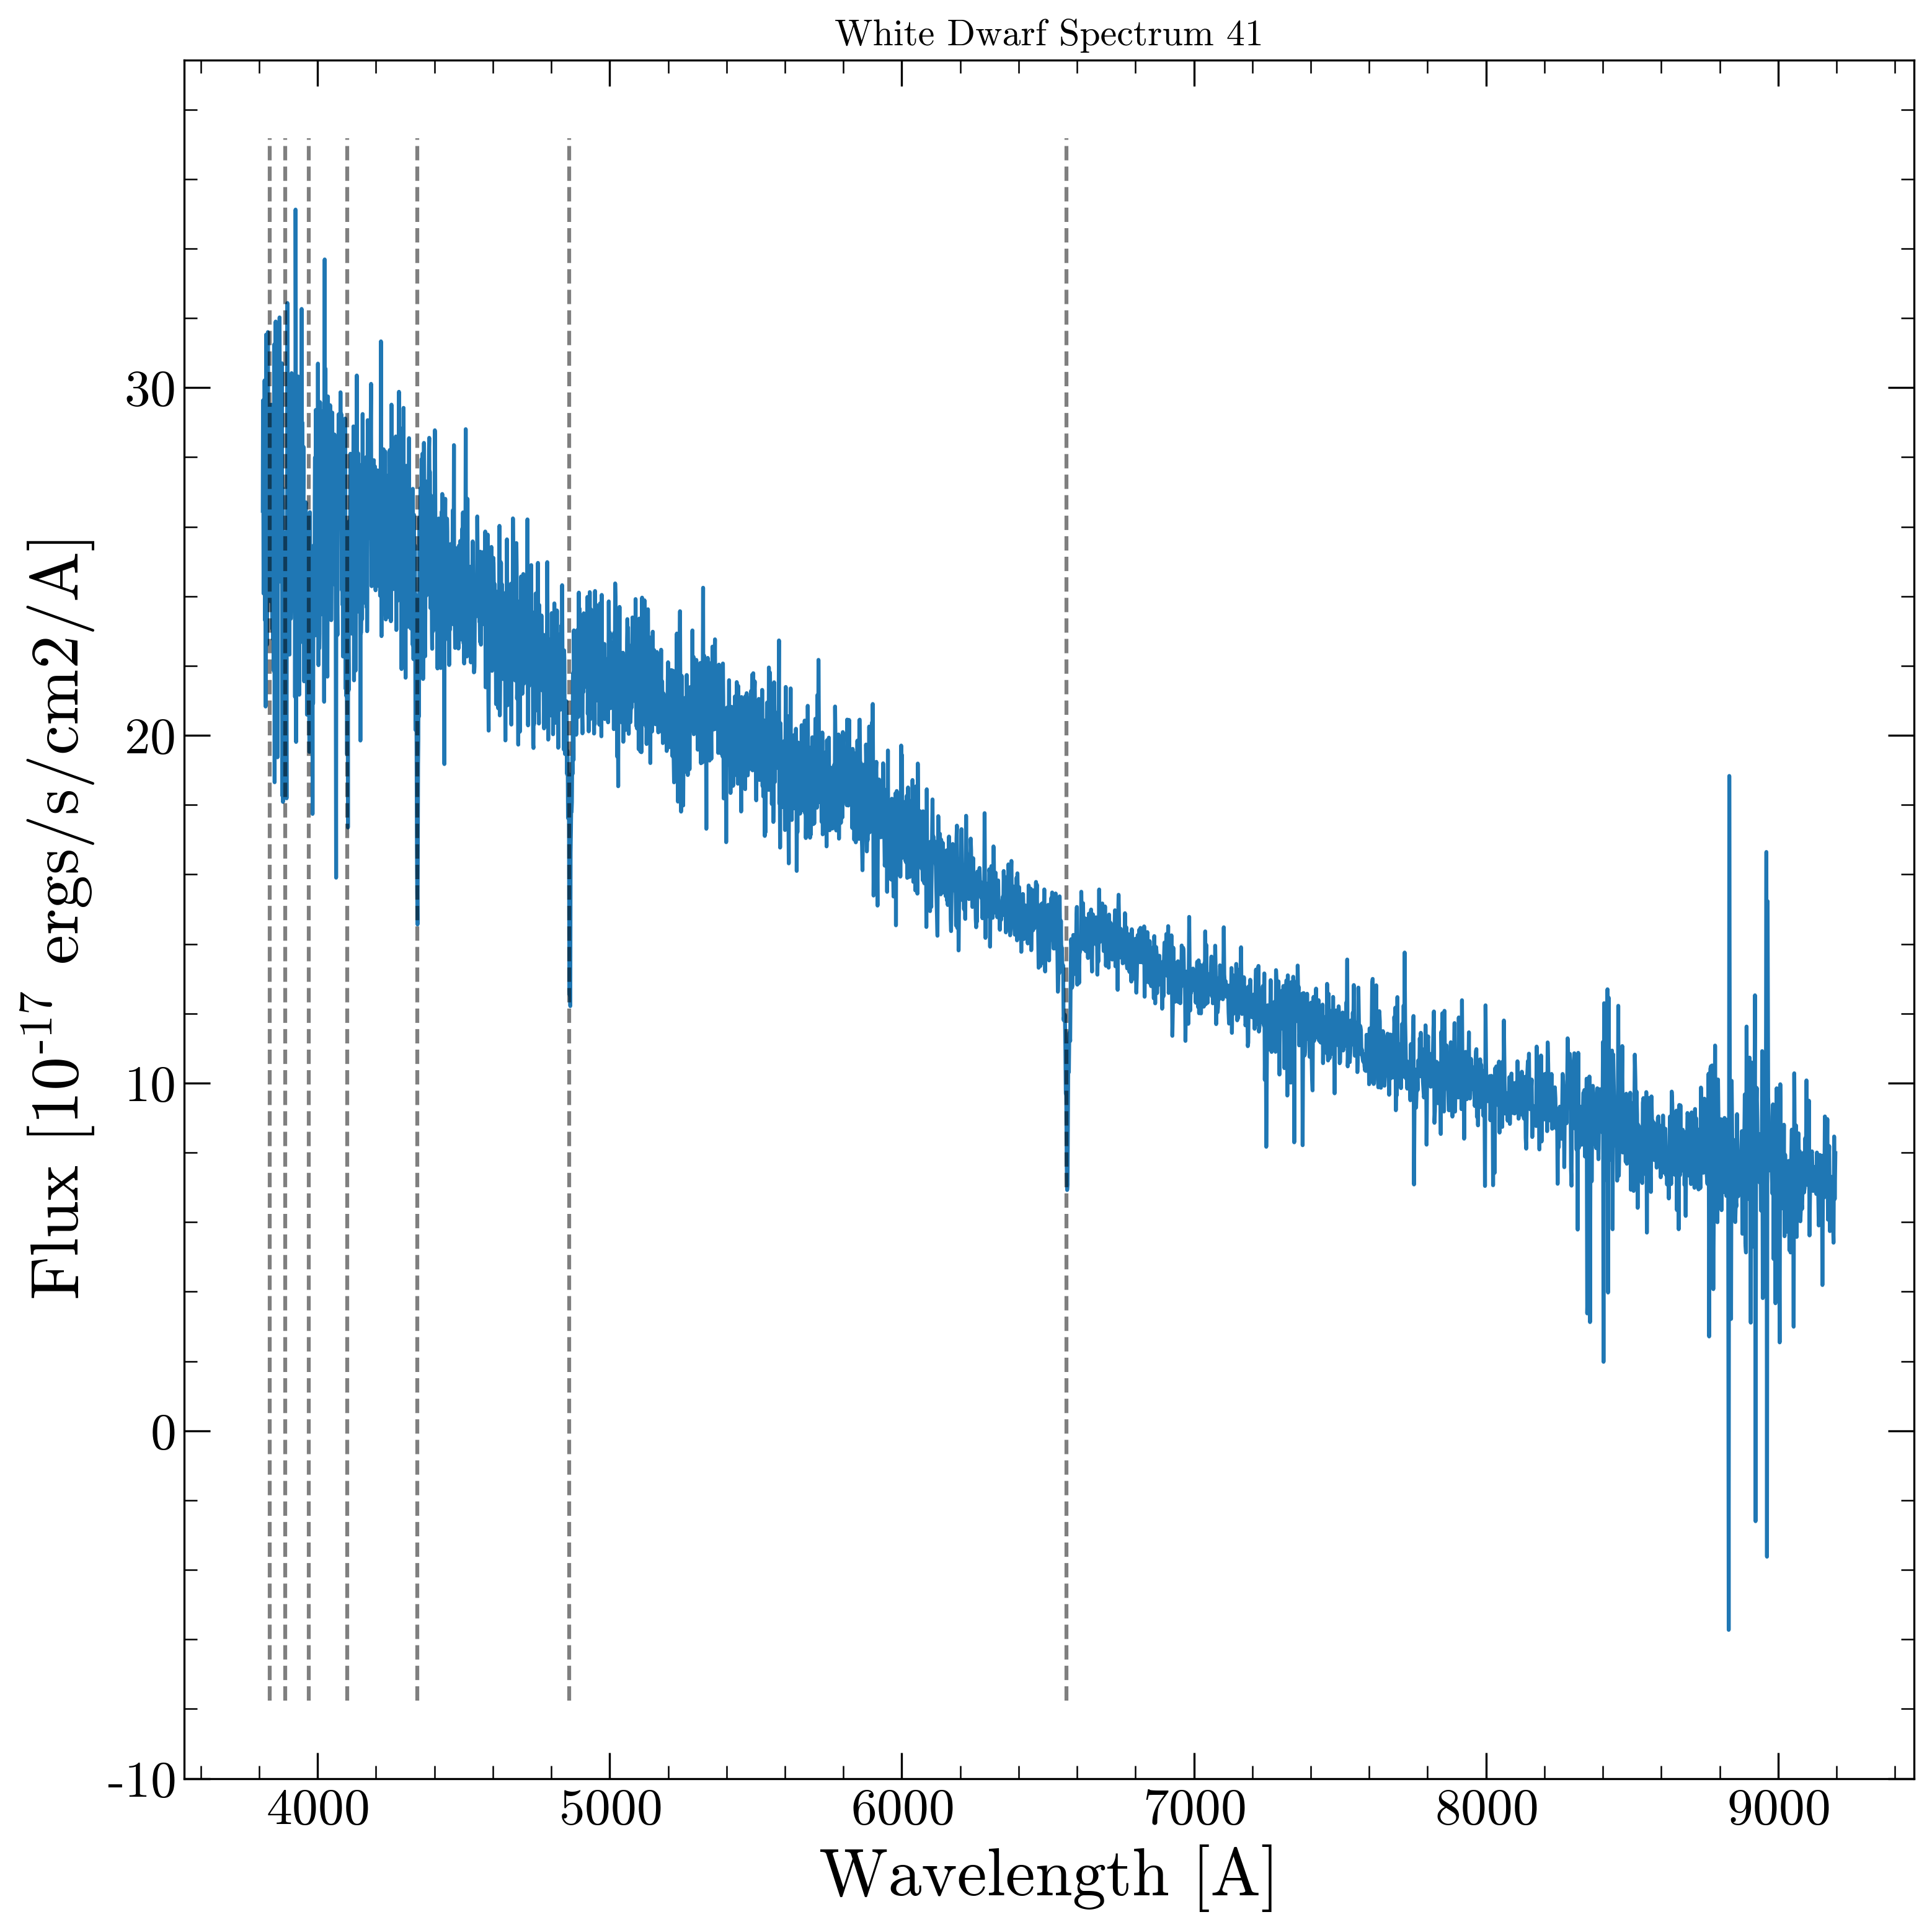 White Dwarf Spectrum 41
Flux [10-17 ergs/s/cm2/A]
30
20
10
0
-10
4000 5000 6000 7000 8000 9000
Wavelength [A]